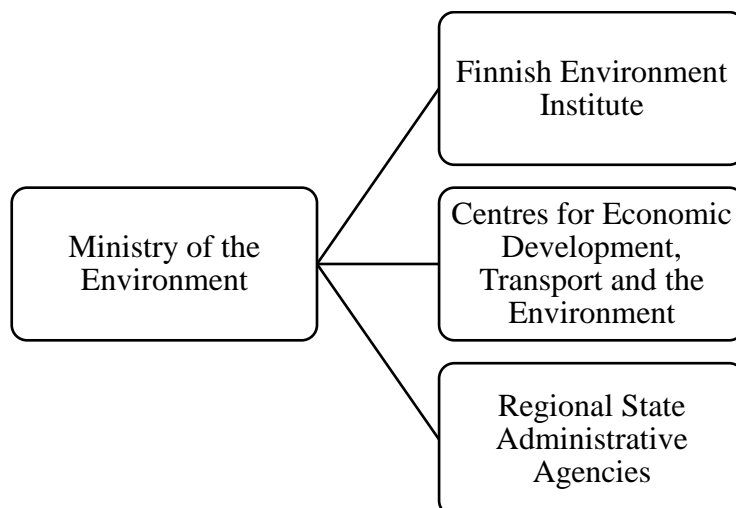 Ministry of the
Environment
Finnish Environment
Institute
Centres for Economic
Development,
Transport and the
Environment
Regional State
Administrative
Agencies